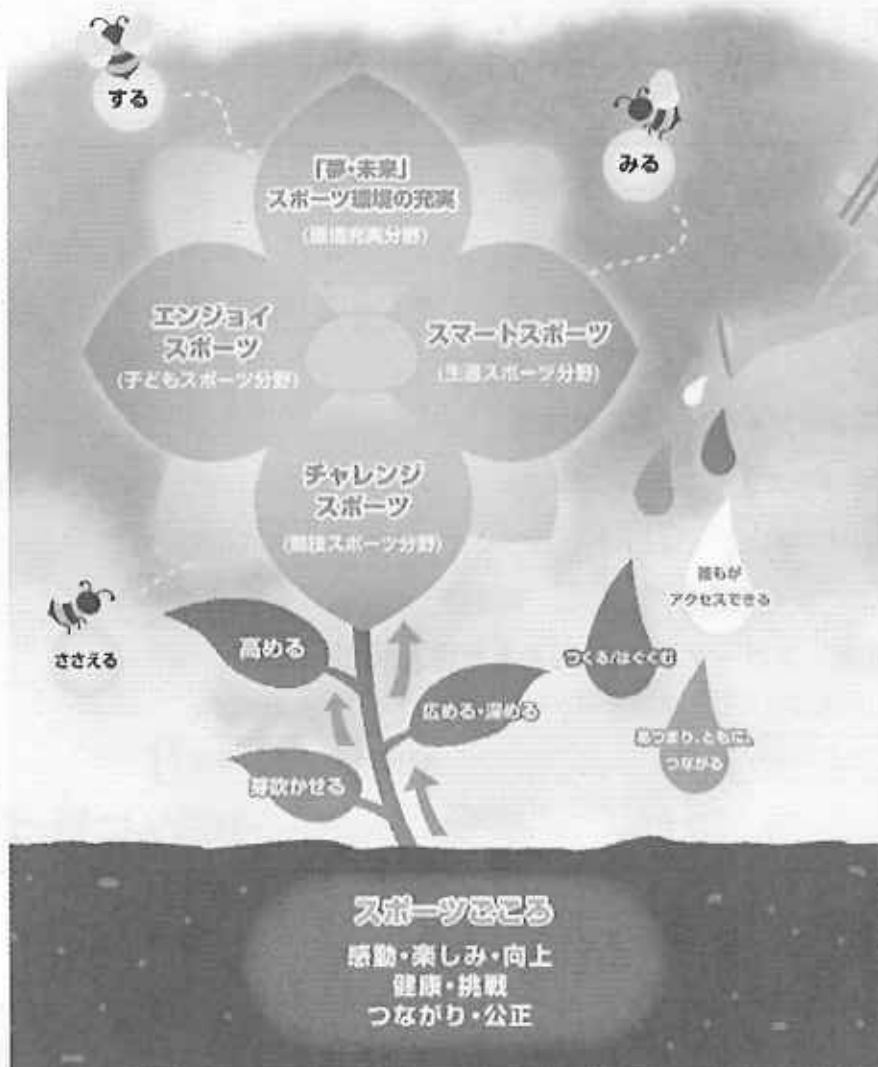 する
みる
「夢・未来」
スポーツ環境の充実
(環境充実分野)
エンジョイ
スポーツ
(子どもスポーツ分野)
スマートスポーツ
(生涯スポーツ分野)
チャレンジ
スポーツ
(競技スポーツ分野)
誰もが
アクセスできる
ささえる
高める
つくる/はぐくむ
広める・深める
あつまり、ともに、
つながる
芽吹かせる
スポーツごころ
感動・楽しみ・向上
健康・挑戦
つながり・公正